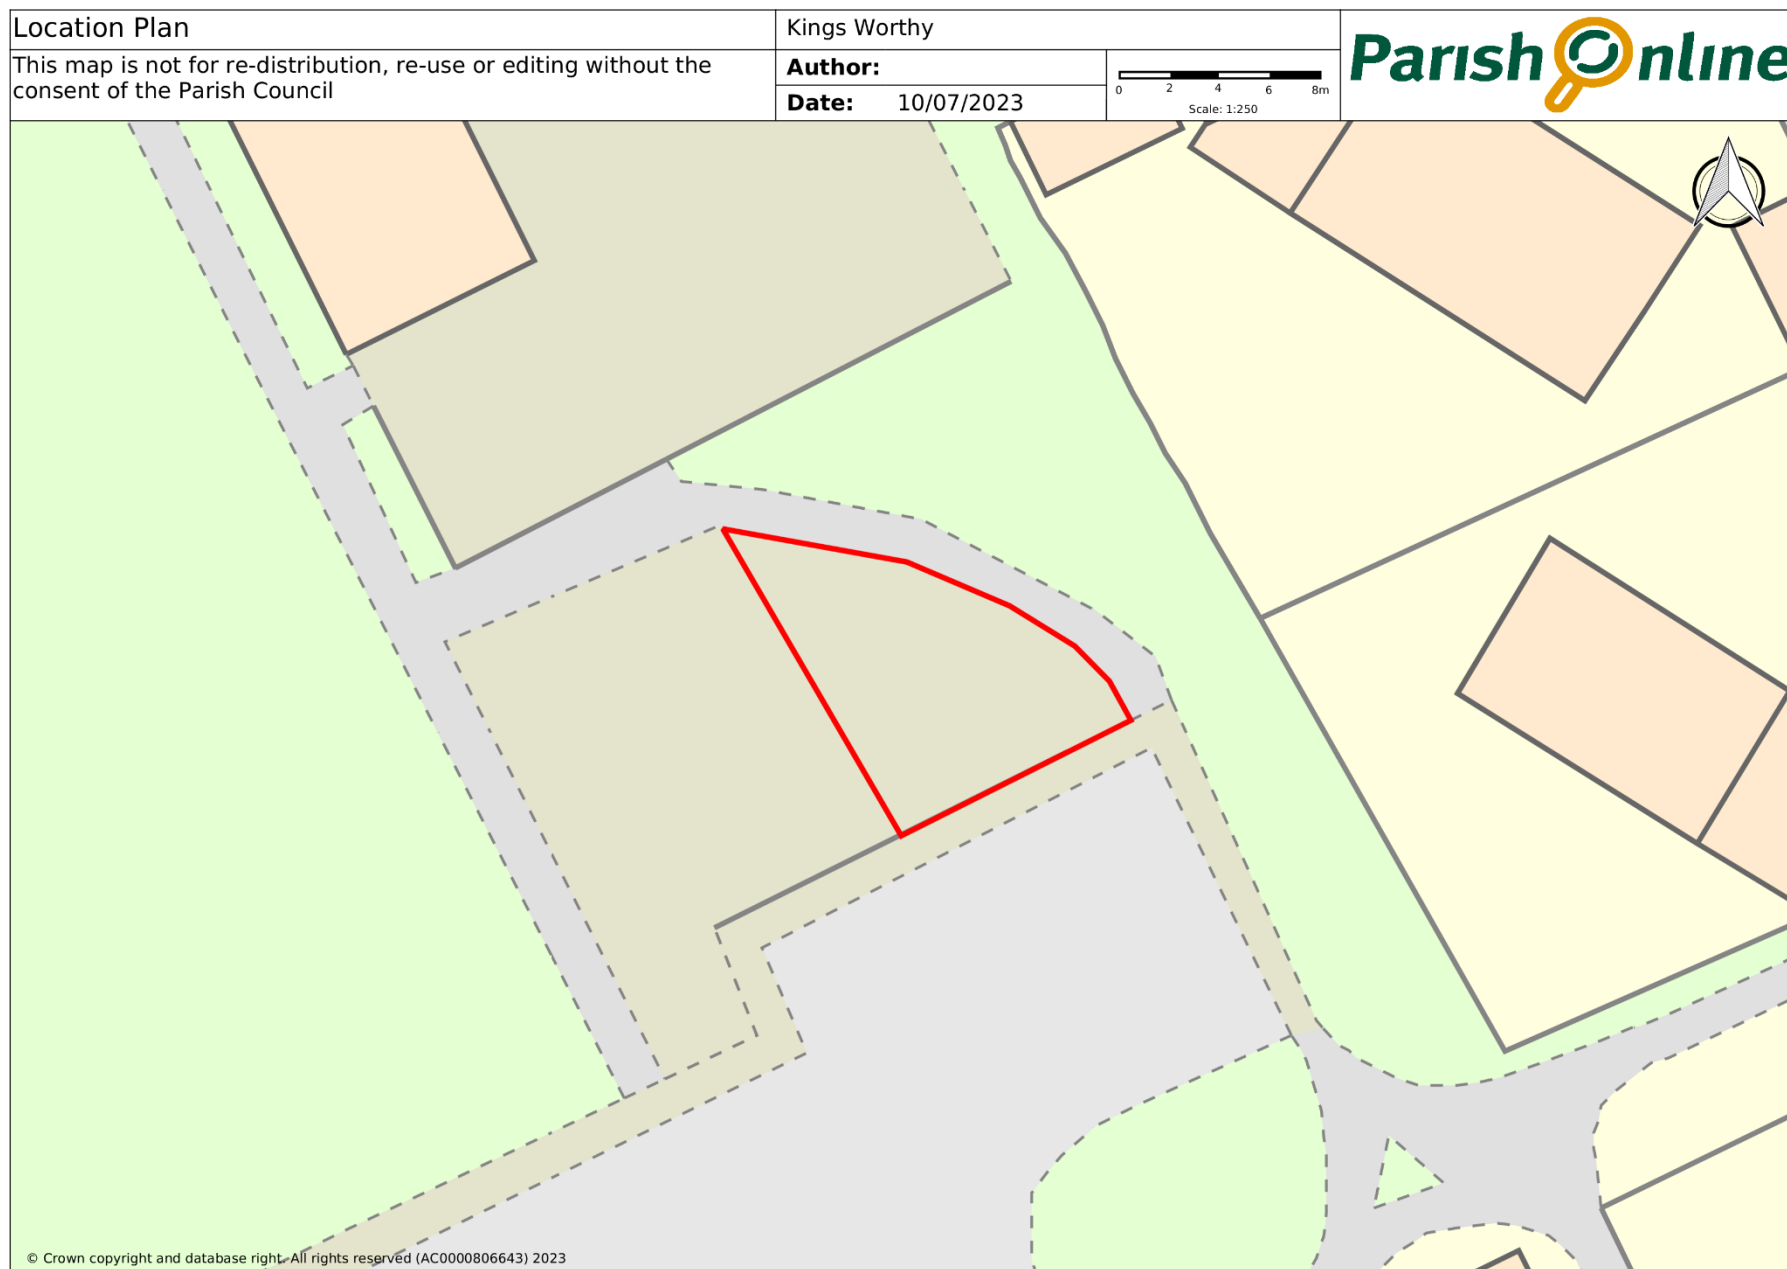 Location Plan
This map is not for re-distribution, re-use or editing without the
consent of the Parish Council
Kings Worthy
Author:
Date: 10/07/2023
0 2 4 6 8m
Scale: 1:250
Parish Online
© Crown copyright and database right. All rights reserved (AC0000806643) 2023